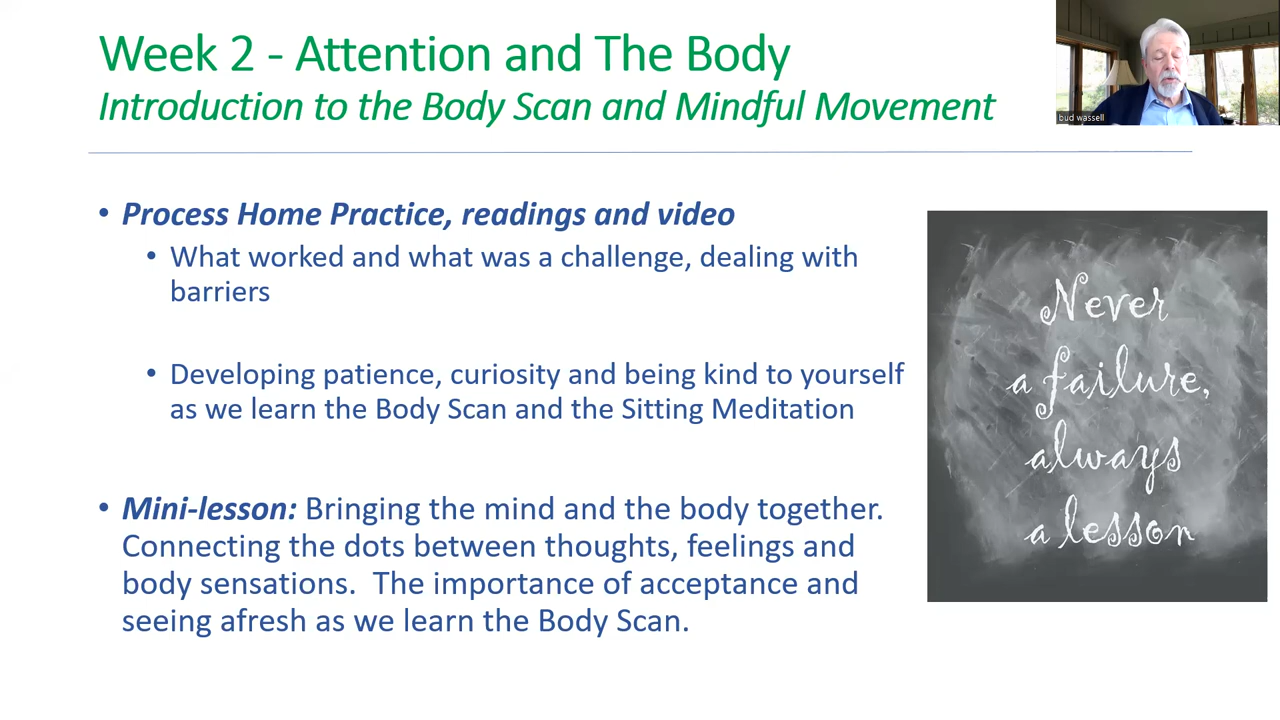 Week 2 - Attention and The Body
Introduction to the Body Scan and Mindful Movement
bud wassell
• Process Home Practice, readings and video
• What worked and what was a challenge, dealing with
barriers
• Developing patience, curiosity and being kind to yourself
as we learn the Body Scan and the Sitting Meditation
• Mini-lesson: Bringing the mind and the body together.
Connecting the dots between thoughts, feelings and
body sensations.  The importance of acceptance and
seeing afresh as we learn the Body Scan.
Never
a failure,
always
a lesson